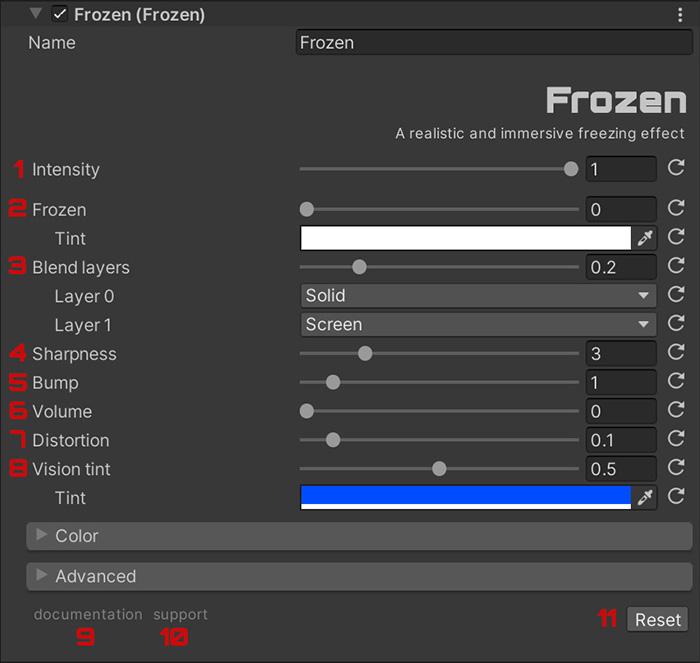 Frozen (Frozen)
Name Frozen
Frozen
A realistic and immersive freezing effect
1 Intensity 1
2 Frozen 0
Tint
3 Blend layers 0.2
Layer 0 Solid
Layer 1 Screen
4 Sharpness 3
5 Bump 1
6 Volume 0
7 Distortion 0.1
8 Vision tint 0.5
Tint
Color
Advanced
documentation support 11 Reset
9 10